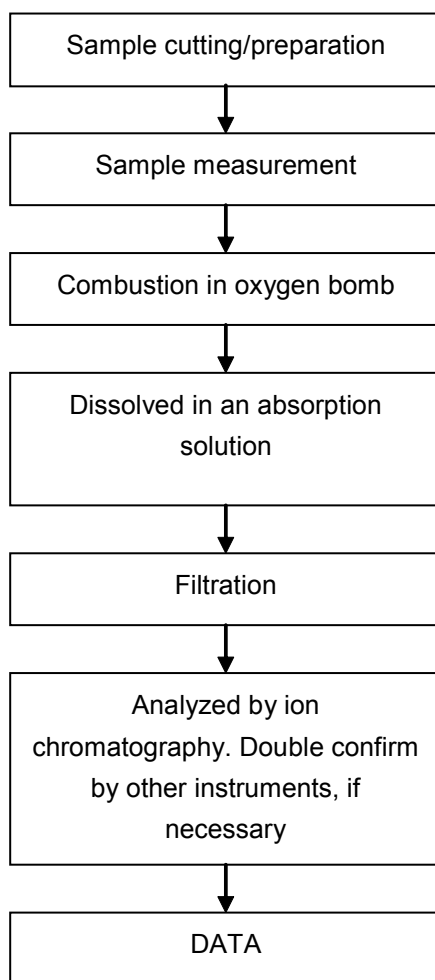 Sample cutting/preparation
Sample measurement
Combustion in oxygen bomb
Dissolved in an absorption
solution
Filtration
Analyzed by ion
chromatography. Double confirm
by other instruments, if
necessary
DATA